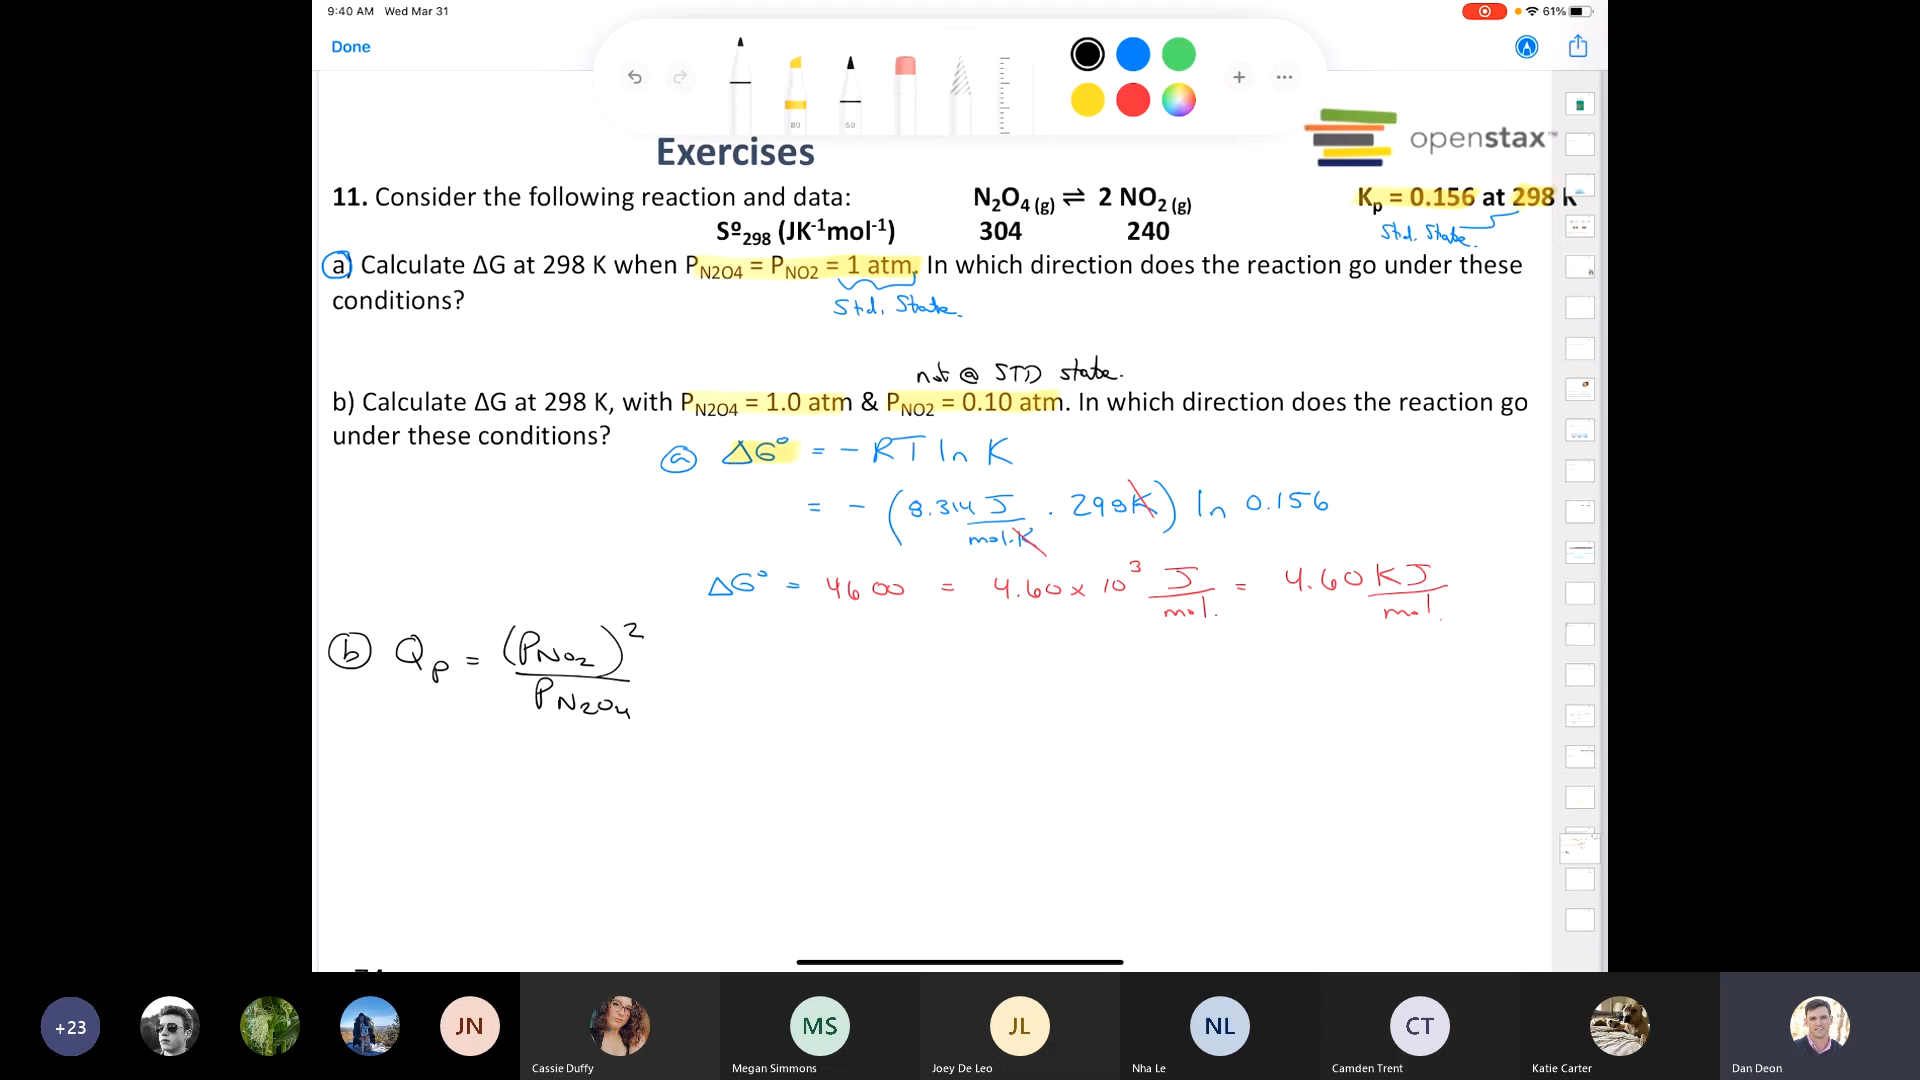 9:40 AM Wed Mar 31
61%
Done
80
50
Exercises
openstax™
11. Consider the following reaction and data: N2O4 (g) ⇌ 2 NO2 (g) Kp = 0.156 at 298 K
Sº298 (JK-1mol-1) 304 240
Std. State.
a) Calculate ΔG at 298 K when PN2O4 = PNO2 = 1 atm. In which direction does the reaction go under these
conditions?
Std. State.
not @ STD state.
b) Calculate ΔG at 298 K, with PN2O4 = 1.0 atm & PNO2 = 0.10 atm. In which direction does the reaction go
under these conditions?
a ΔG° = - RT ln K
= - (8.314 J/mol.K . 298K) ln 0.156
ΔG° = 4600 = 4.60 x 10^3 J/mol. = 4.60 KJ/mol.
b Qp = (PNO2)^2 / PN2O4
+23
JN
MS
JL
NL
CT
Cassie Duffy
Megan Simmons
Joey De Leo
Nha Le
Camden Trent
Katie Carter
Dan Deon